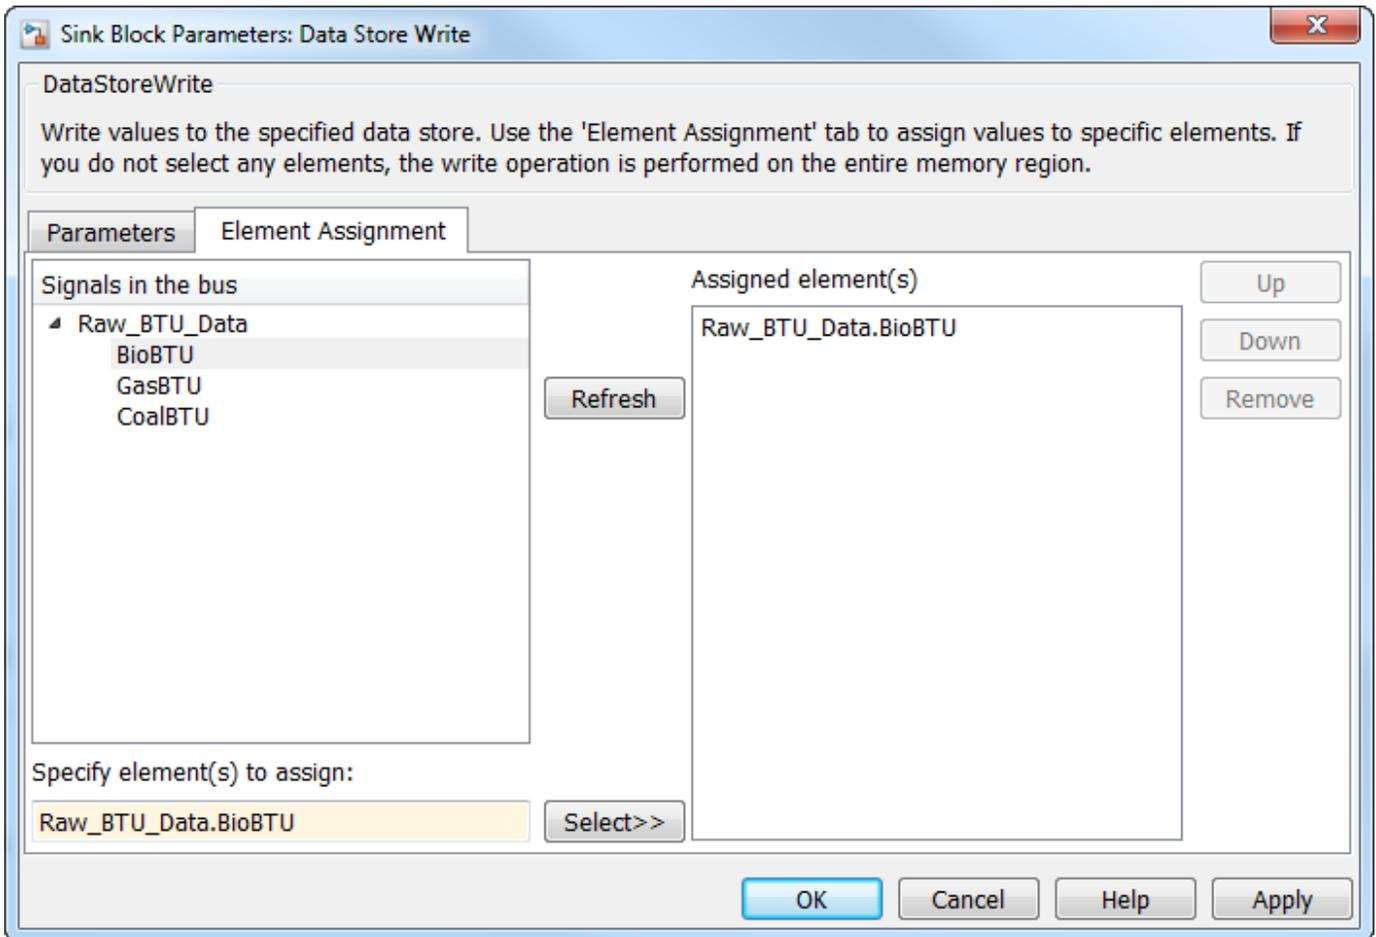 Sink Block Parameters: Data Store Write
X
DataStoreWrite
Write values to the specified data store. Use the 'Element Assignment' tab to assign values to specific elements. If
you do not select any elements, the write operation is performed on the entire memory region.
Parameters
Element Assignment
Signals in the bus
Raw_BTU_Data
BioBTU
GasBTU
CoalBTU
Specify element(s) to assign:
Raw_BTU_Data.BioBTU
Refresh
Select>>
Assigned element(s)
Raw_BTU_Data.BioBTU
Up
Down
Remove
OK
Cancel
Help
Apply